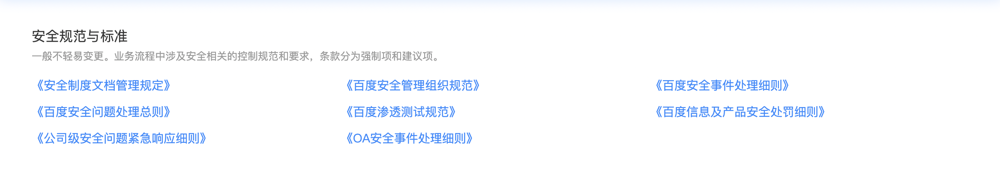 安全规范与标准
一般不轻易变更。业务流程中涉及安全相关的控制规范和要求，条款分为强制项和建议项。
《安全制度文档管理规定》 《百度安全管理组织规范》 《百度安全事件处理细则》
《百度安全问题处理总则》 《百度渗透测试规范》 《百度信息及产品安全处罚细则》
《公司级安全问题紧急响应细则》 《OA安全事件处理细则》